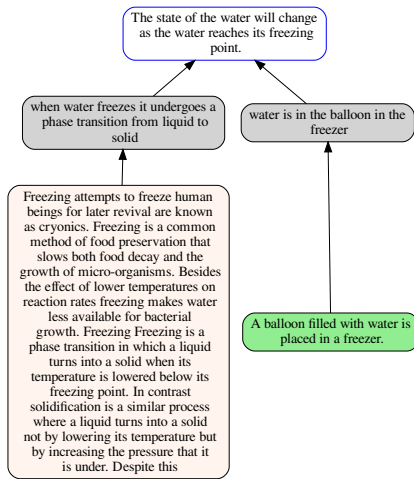 The state of the water will change
as the water reaches its freezing
point.
when water freezes it undergoes a
phase transition from liquid to
solid
water is in the balloon in the
freezer
Freezing attempts to freeze human
beings for later revival are known
as cryonics. Freezing is a common
method of food preservation that
slows both food decay and the
growth of micro-organisms. Besides
the effect of lower temperatures on
reaction rates freezing makes water
less available for bacterial
growth. Freezing Freezing is a
phase transition in which a liquid
turns into a solid when its
temperature is lowered below its
freezing point. In contrast
solidification is a similar process
where a liquid turns into a solid
not by lowering its temperature but
by increasing the pressure that it
is under. Despite this
A balloon filled with water is
placed in a freezer.